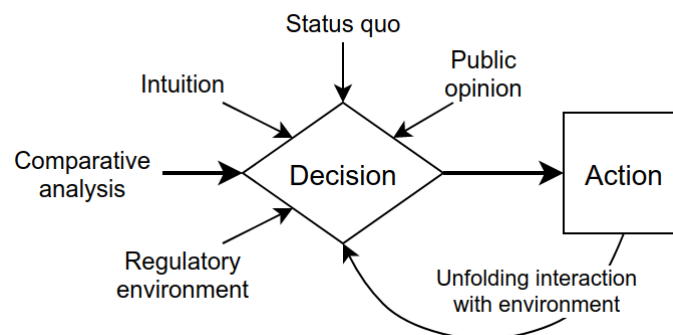 Status quo
Intuition
Public
opinion
Comparative
analysis
Decision
Action
Regulatory
environment
Unfolding interaction
with environment